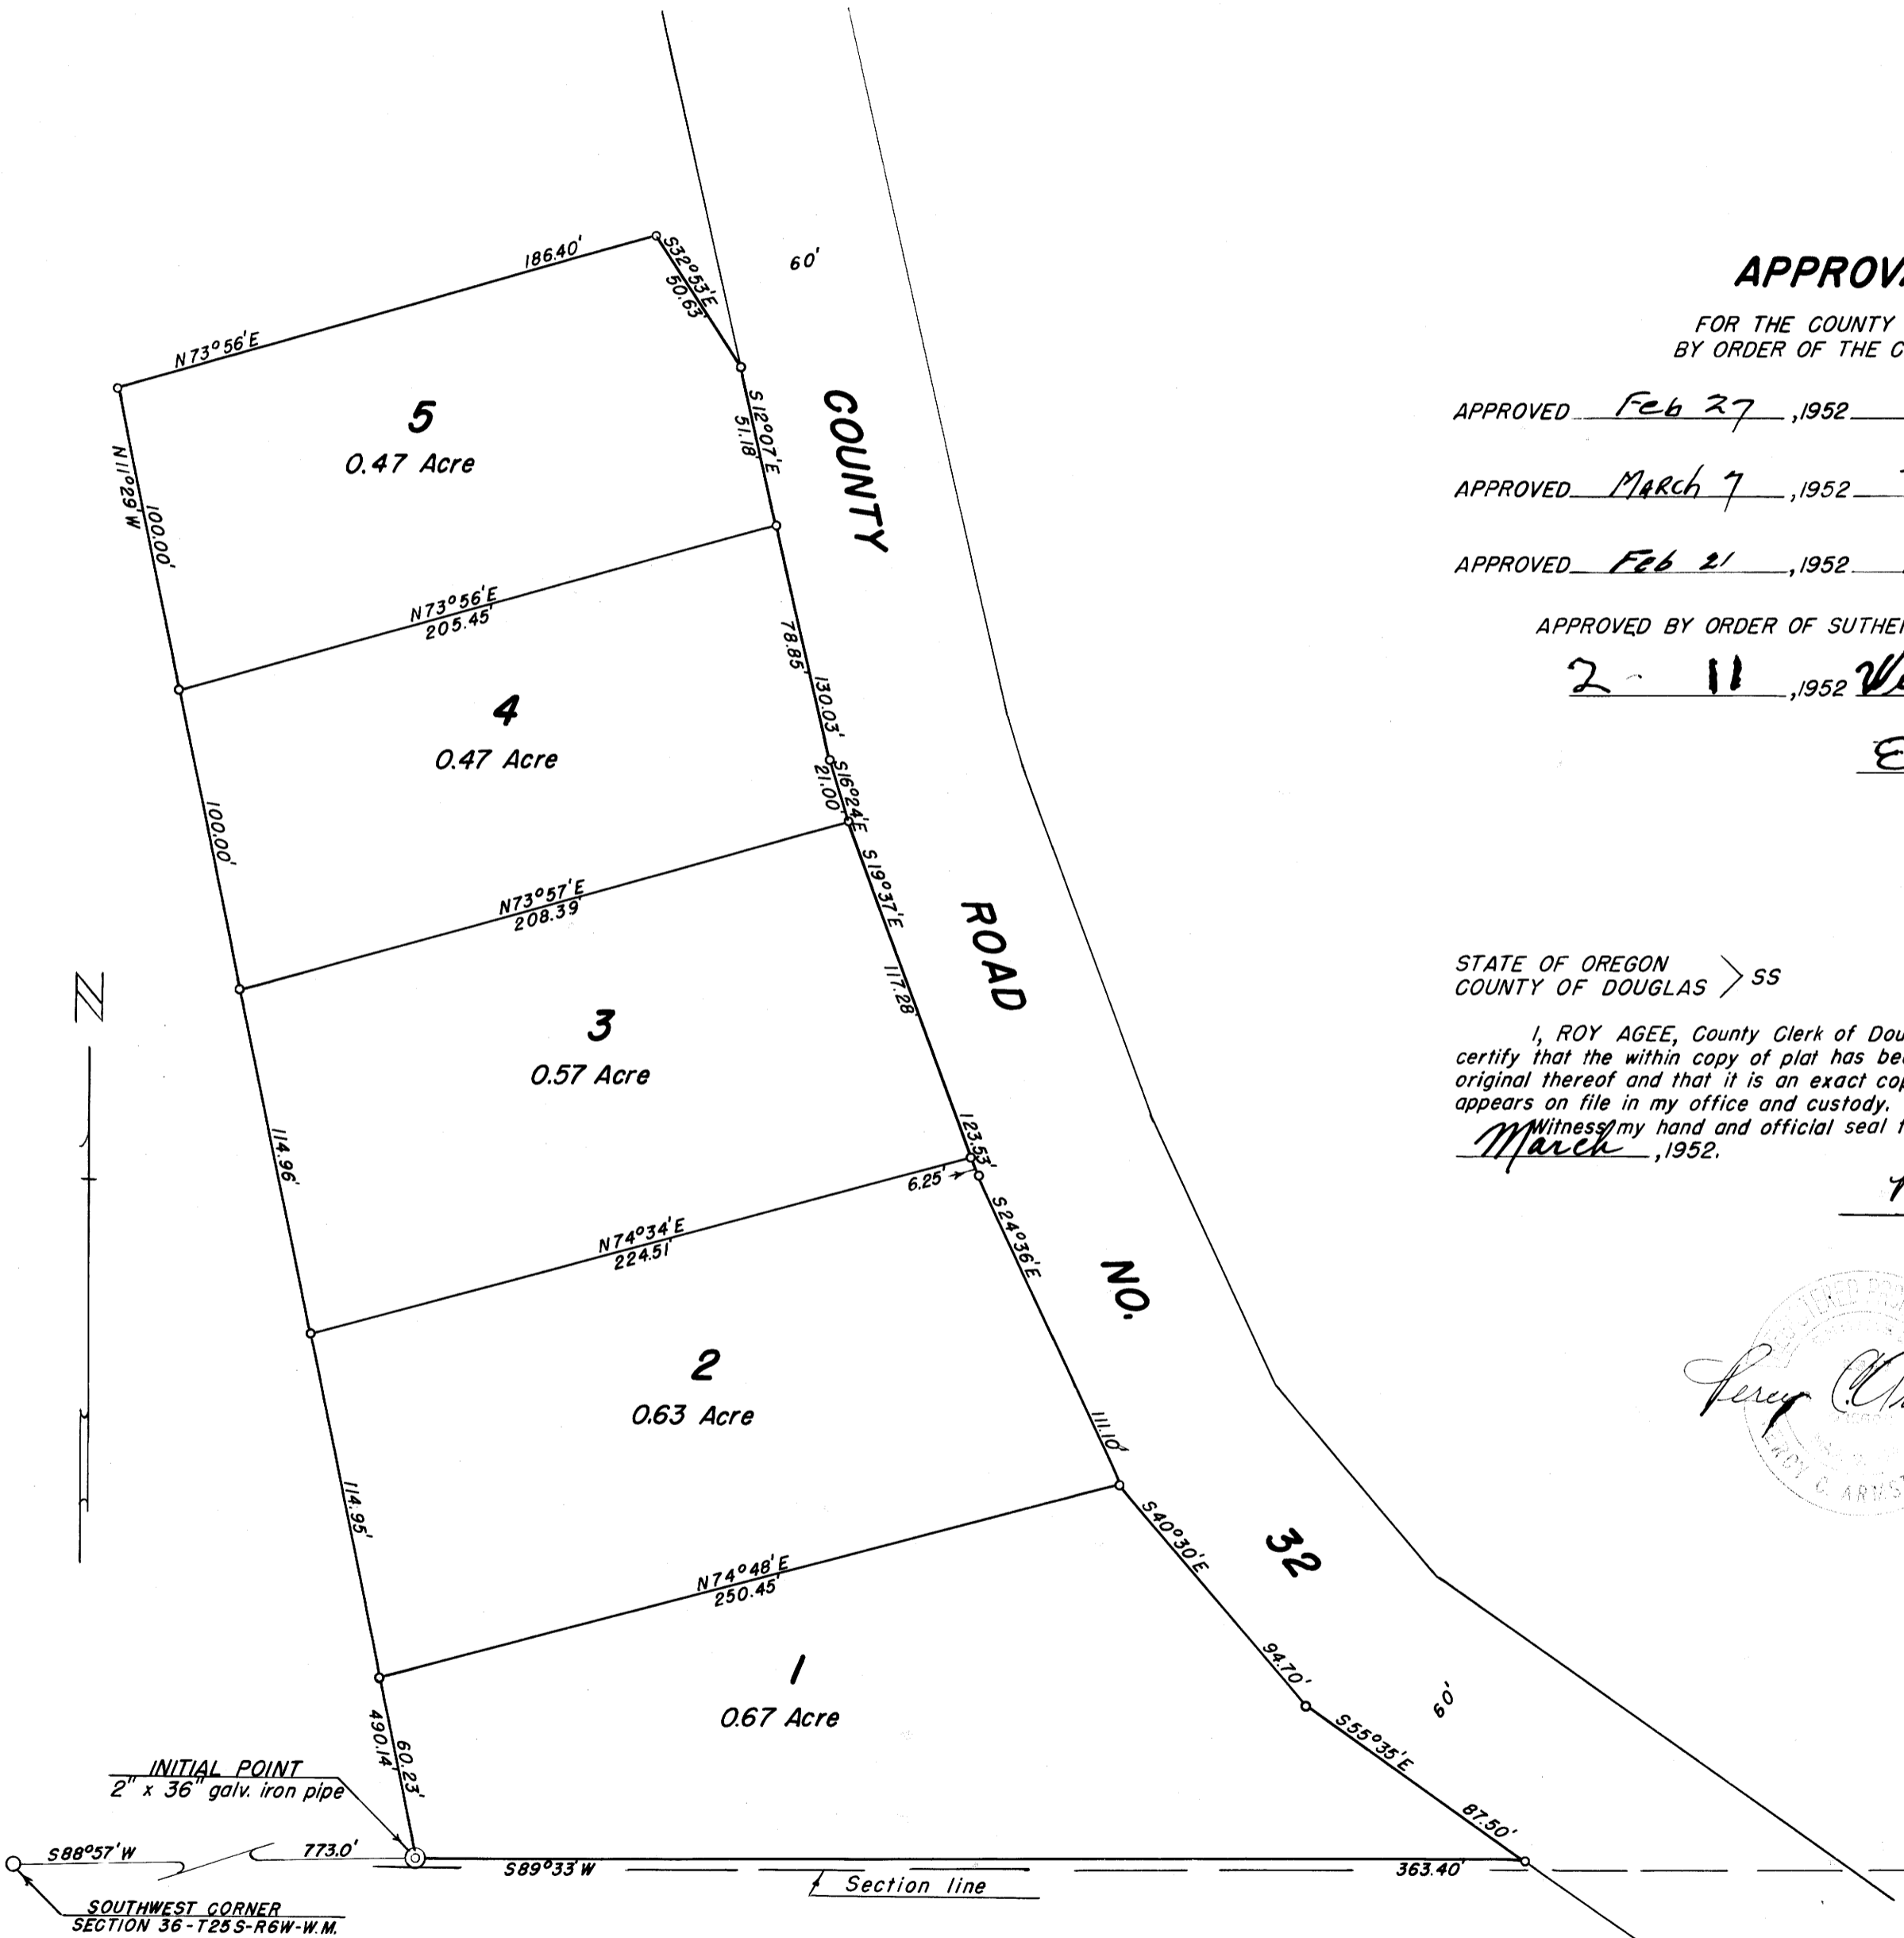 60'
186.40'
N73°56'E
S32°53'E
50.63'
5
0.47 Acre
S12°07'E
51.18'
N11°29'W
100.00'
COUNTY
N73°56'E
205.45'
78.85'
130.03'
4
0.47 Acre
S16°24'E
21.00'
100.00'
S19°37'E
117.28'
N73°57'E
208.39'
ROAD
N
3
0.57 Acre
114.96'
123.53'
6.25'
N74°34'E
224.51'
S24°36'E
NO.
2
0.63 Acre
111.10'
114.95'
S40°30'E
32
N74°48'E
250.45'
1
0.67 Acre
94.70'
60'
S55°35'E
490.14'
60.23'
87.50'
INITIAL POINT
2" x 36" galv. iron pipe
S88°57'W
773.0'
S89°33'W
363.40'
Section line
SOUTHWEST CORNER
SECTION 36-T25S-R6W-W.M.
APPROVA
FOR THE COUNTY
BY ORDER OF THE C
APPROVED Feb 27, 1952
APPROVED March 7, 1952
APPROVED Feb 21, 1952
APPROVED BY ORDER OF SUTHER
2 - 11, 1952
STATE OF OREGON
COUNTY OF DOUGLAS > SS
I, ROY AGEE, County Clerk of Dou
certify that the within copy of plat has be
original thereof and that it is an exact cop
appears on file in my office and custody.
Witness my hand and official seal t
March, 1952.
Percy C.